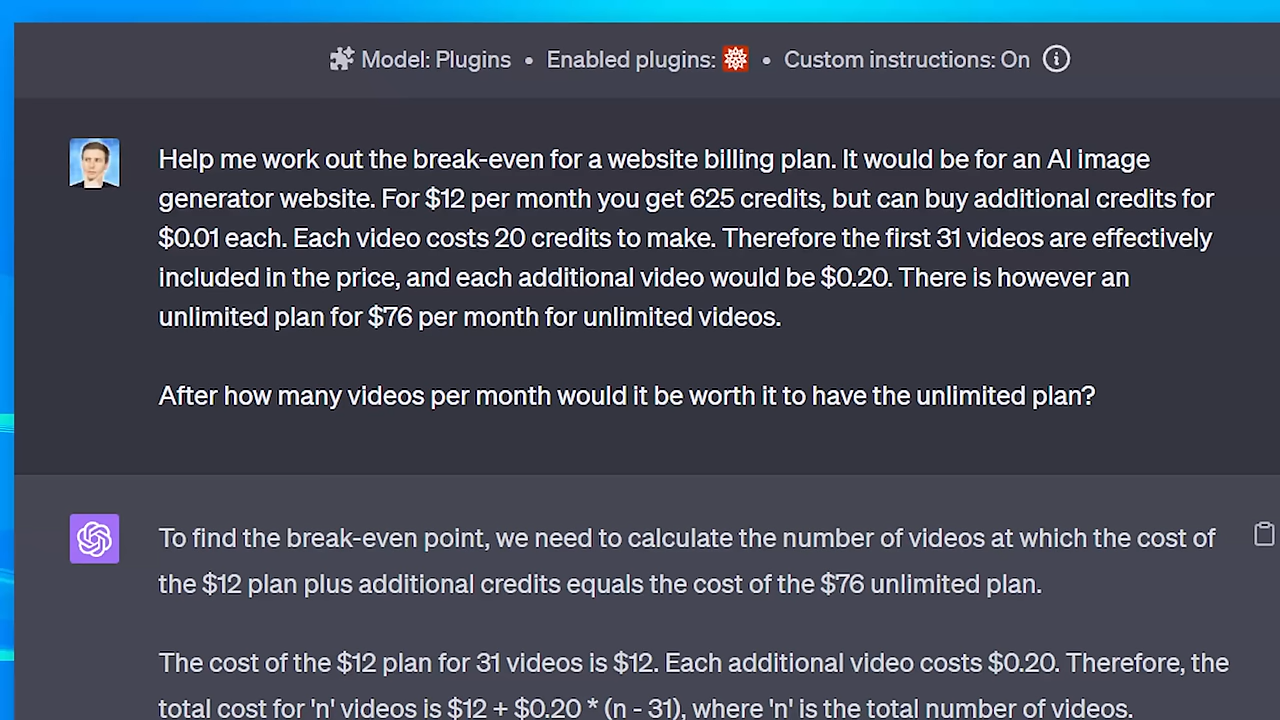 Model: Plugins • Enabled plugins: • Custom instructions: On
Help me work out the break-even for a website billing plan. It would be for an AI image
generator website. For $12 per month you get 625 credits, but can buy additional credits for
$0.01 each. Each video costs 20 credits to make. Therefore the first 31 videos are effectively
included in the price, and each additional video would be $0.20. There is however an
unlimited plan for $76 per month for unlimited videos.
After how many videos per month would it be worth it to have the unlimited plan?
To find the break-even point, we need to calculate the number of videos at which the cost of
the $12 plan plus additional credits equals the cost of the $76 unlimited plan.
The cost of the $12 plan for 31 videos is $12. Each additional video costs $0.20. Therefore, the
total cost for 'n' videos is $12 + $0.20 * (n - 31), where 'n' is the total number of videos.